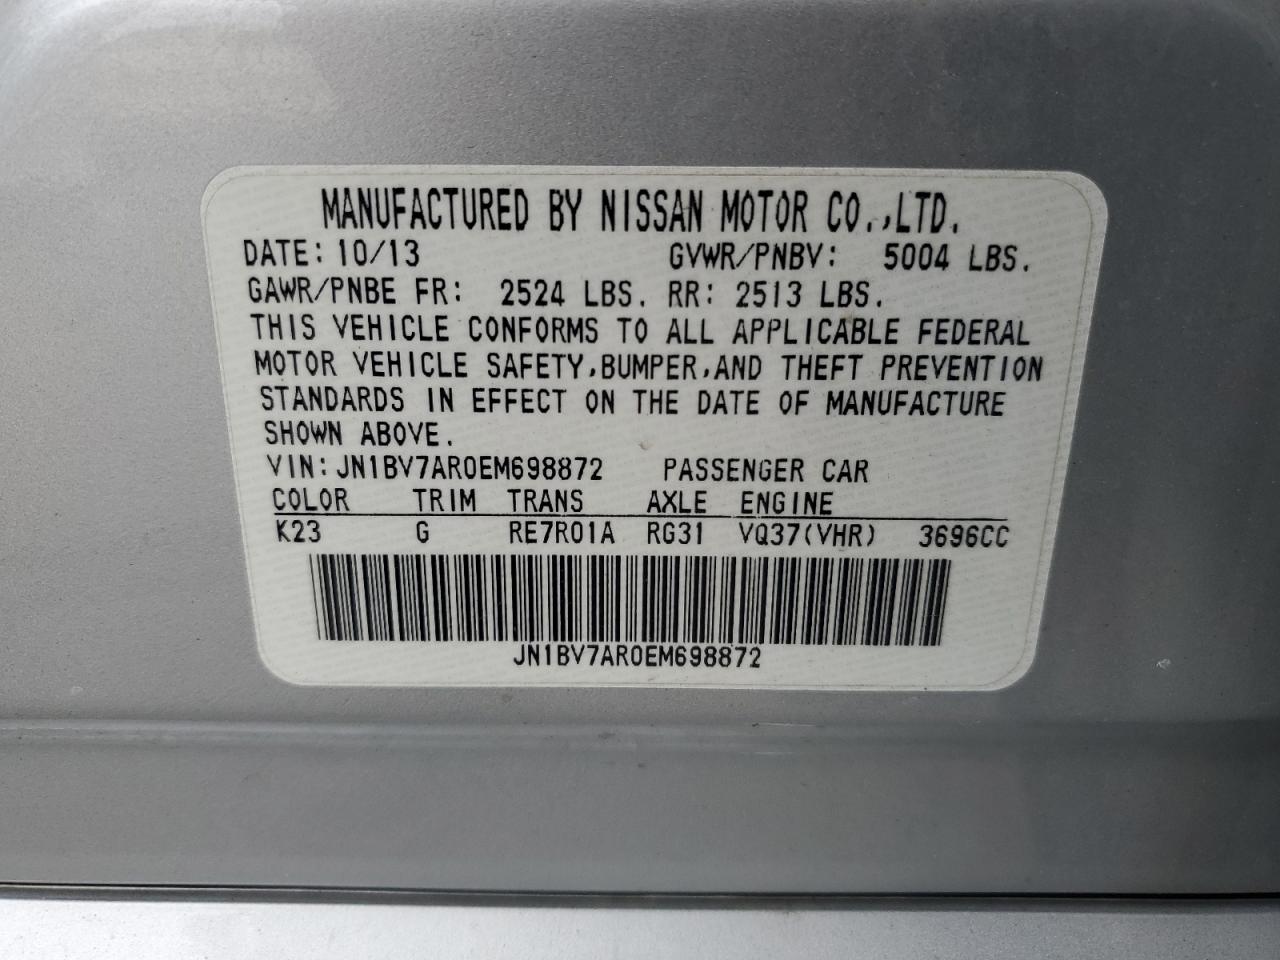 MANUFACTURED BY NISSAN MOTOR CO.,LTD.
DATE: 10/13 GVWR/PNBV: 5004 LBS.
GAWR/PNBE FR: 2524 LBS. RR: 2513 LBS.
THIS VEHICLE CONFORMS TO ALL APPLICABLE FEDERAL
MOTOR VEHICLE SAFETY,BUMPER,AND THEFT PREVENTION
STANDARDS IN EFFECT ON THE DATE OF MANUFACTURE
SHOWN ABOVE.
VIN: JN1BV7AR0EM698872 PASSENGER CAR
COLOR TRIM TRANS AXLE ENGINE
K23 G RE7R01A RG31 VQ37(VHR) 3696CC
JN1BV7AR0EM698872